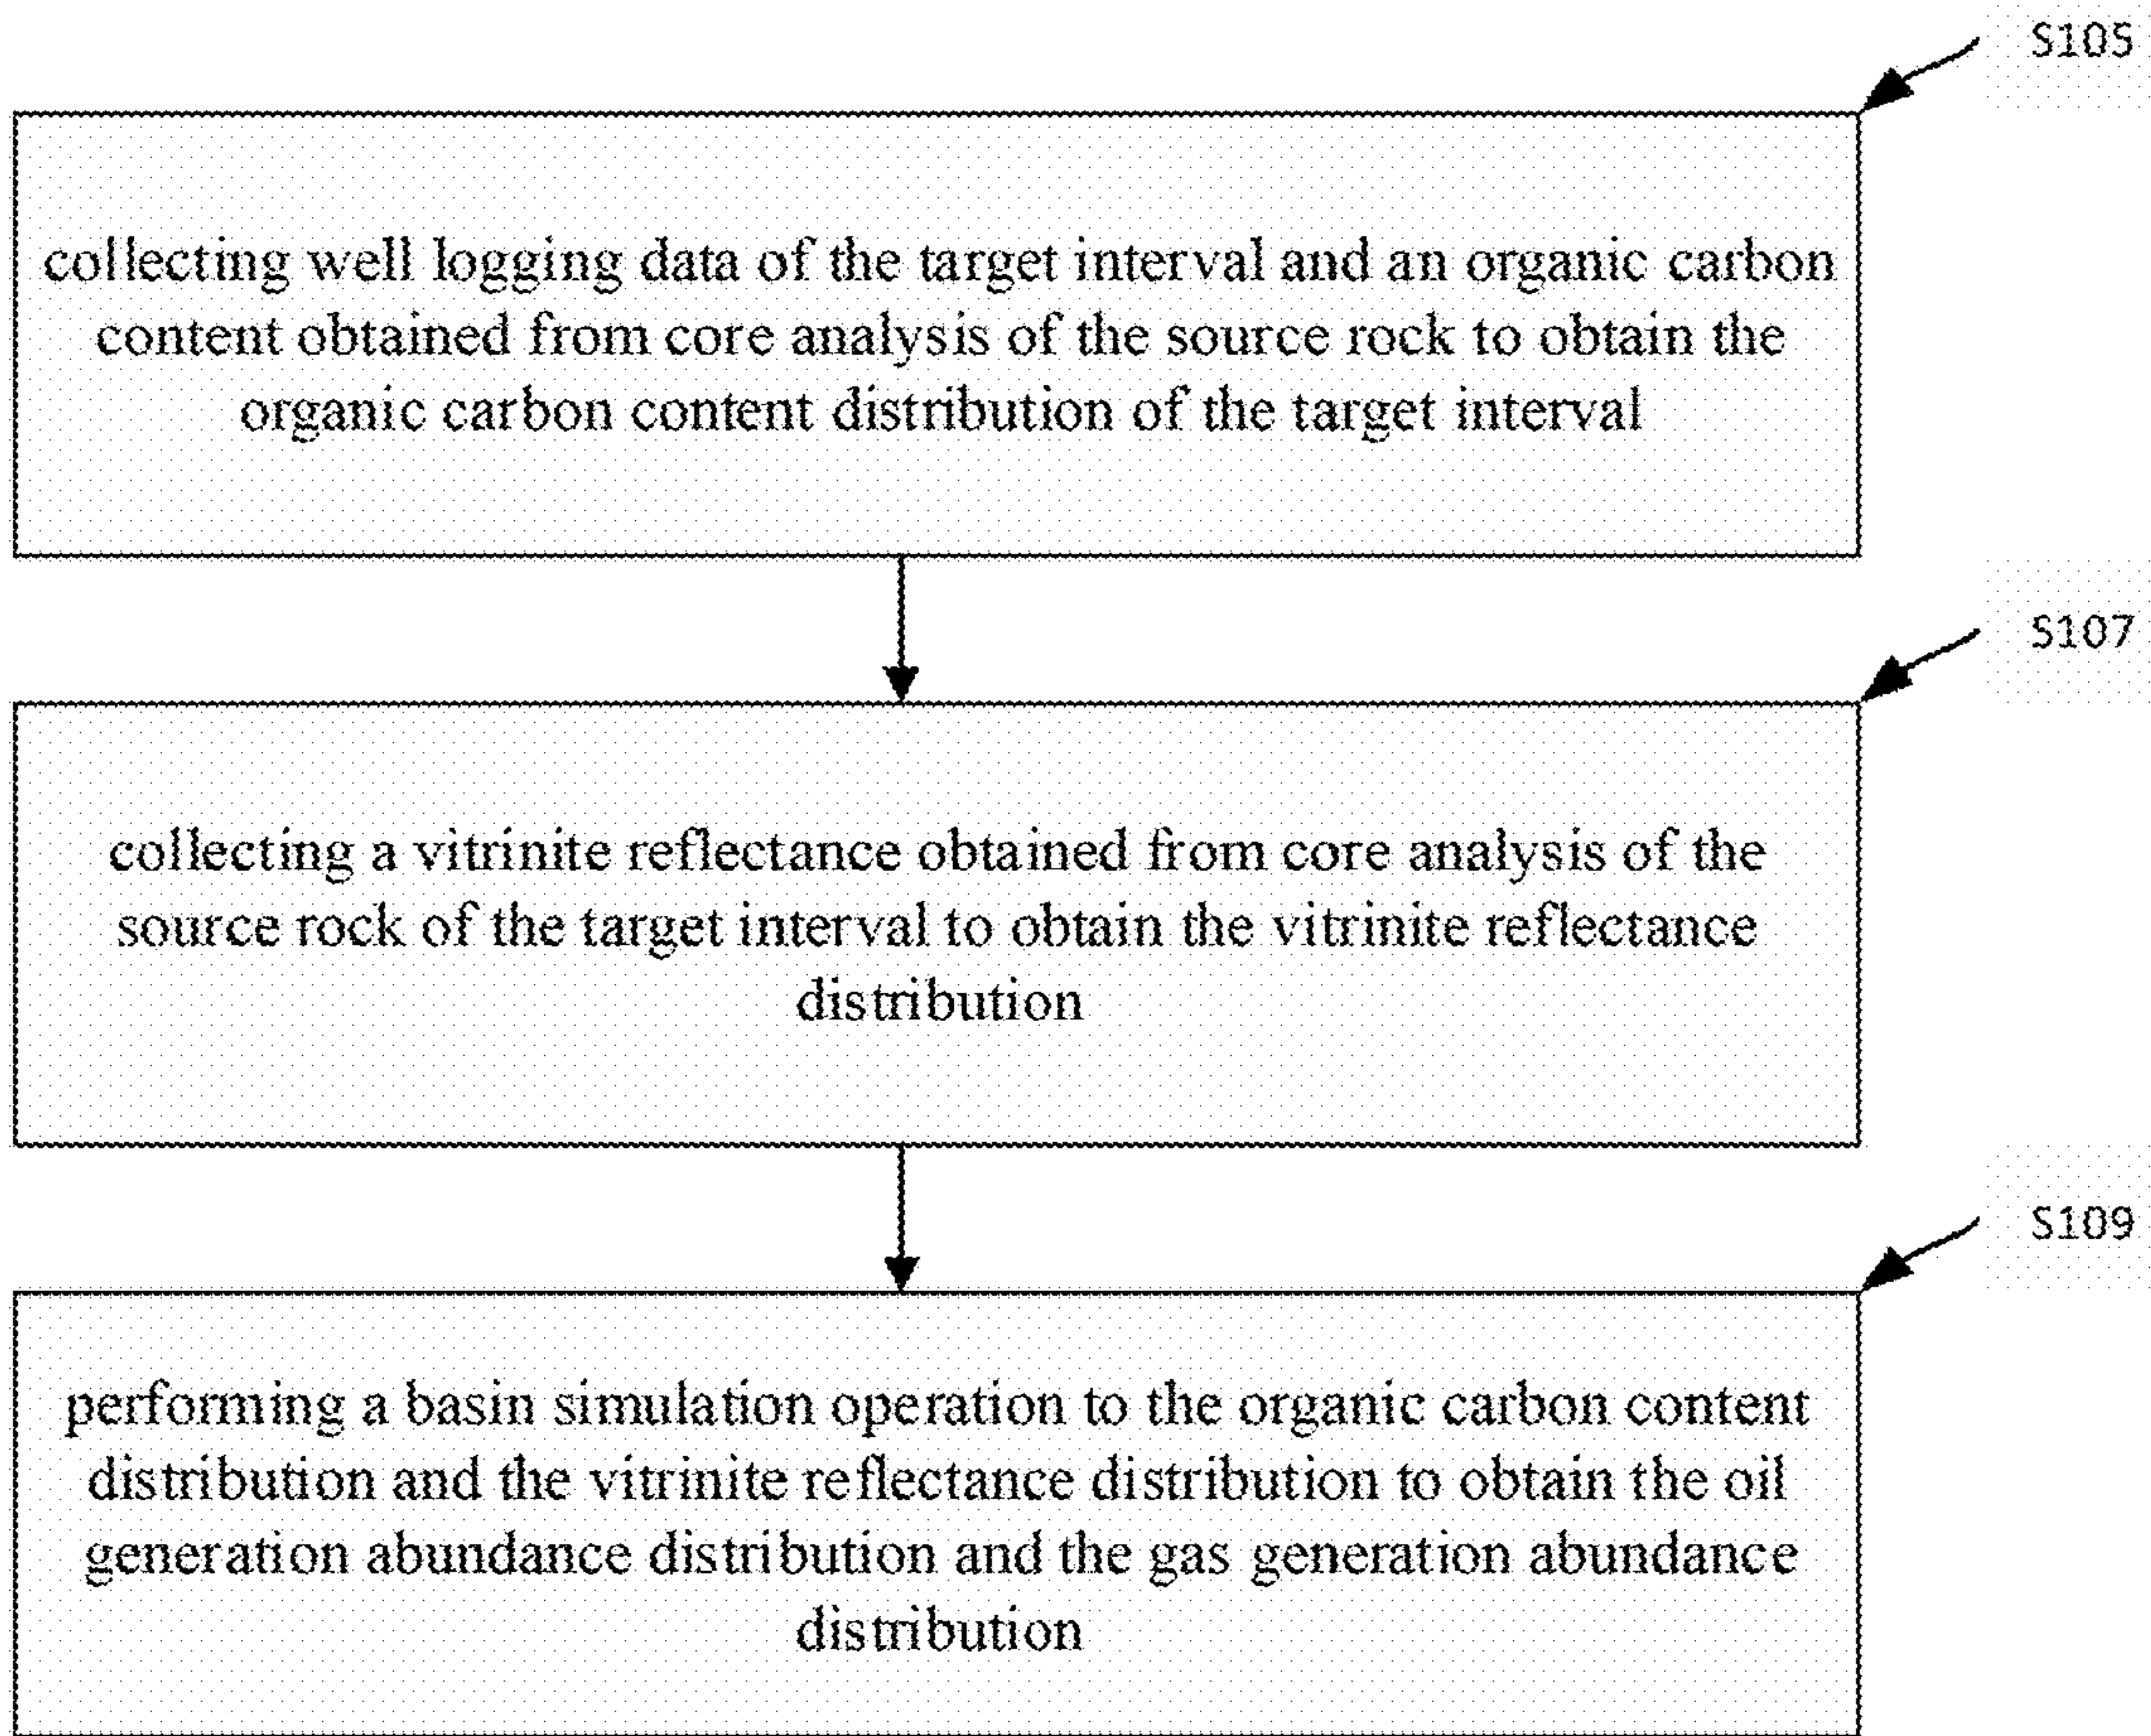 S105
collecting well logging data of the target interval and an organic carbon
content obtained from core analysis of the source rock to obtain the
organic carbon content distribution of the target interval
S107
collecting a vitrinite reflectance obtained from core analysis of the
source rock of the target interval to obtain the vitrinite reflectance
distribution
S109
performing a basin simulation operation to the organic carbon content
distribution and the vitrinite reflectance distribution to obtain the oil
generation abundance distribution and the gas generation abundance
distribution